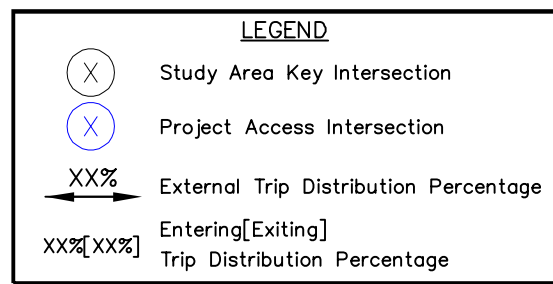 LEGEND
X Study Area Key Intersection
X Project Access Intersection
XX% External Trip Distribution Percentage
XX%[XX%] Entering[Exiting]
Trip Distribution Percentage